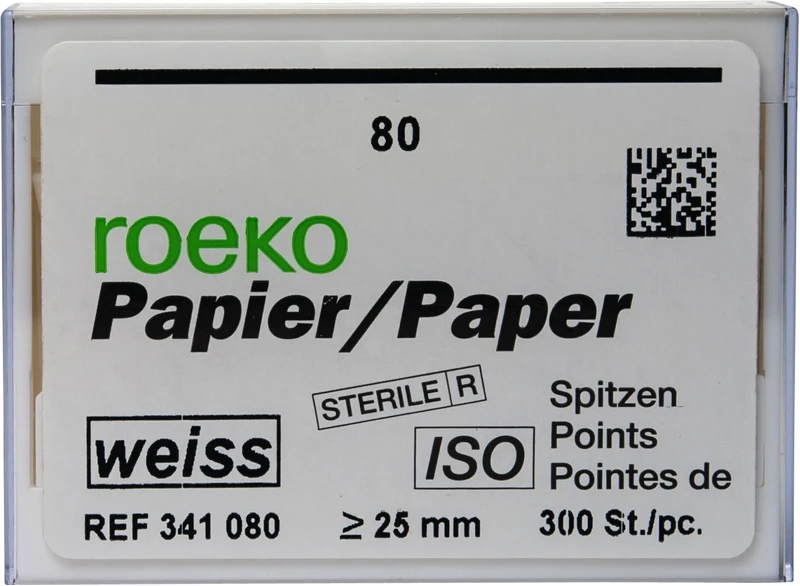 80
roeko
Papier/Paper
STERILE R
Spitzen
weiss
ISO
Points
Pointes de
REF 341 080
≥ 25 mm
300 St./pc.